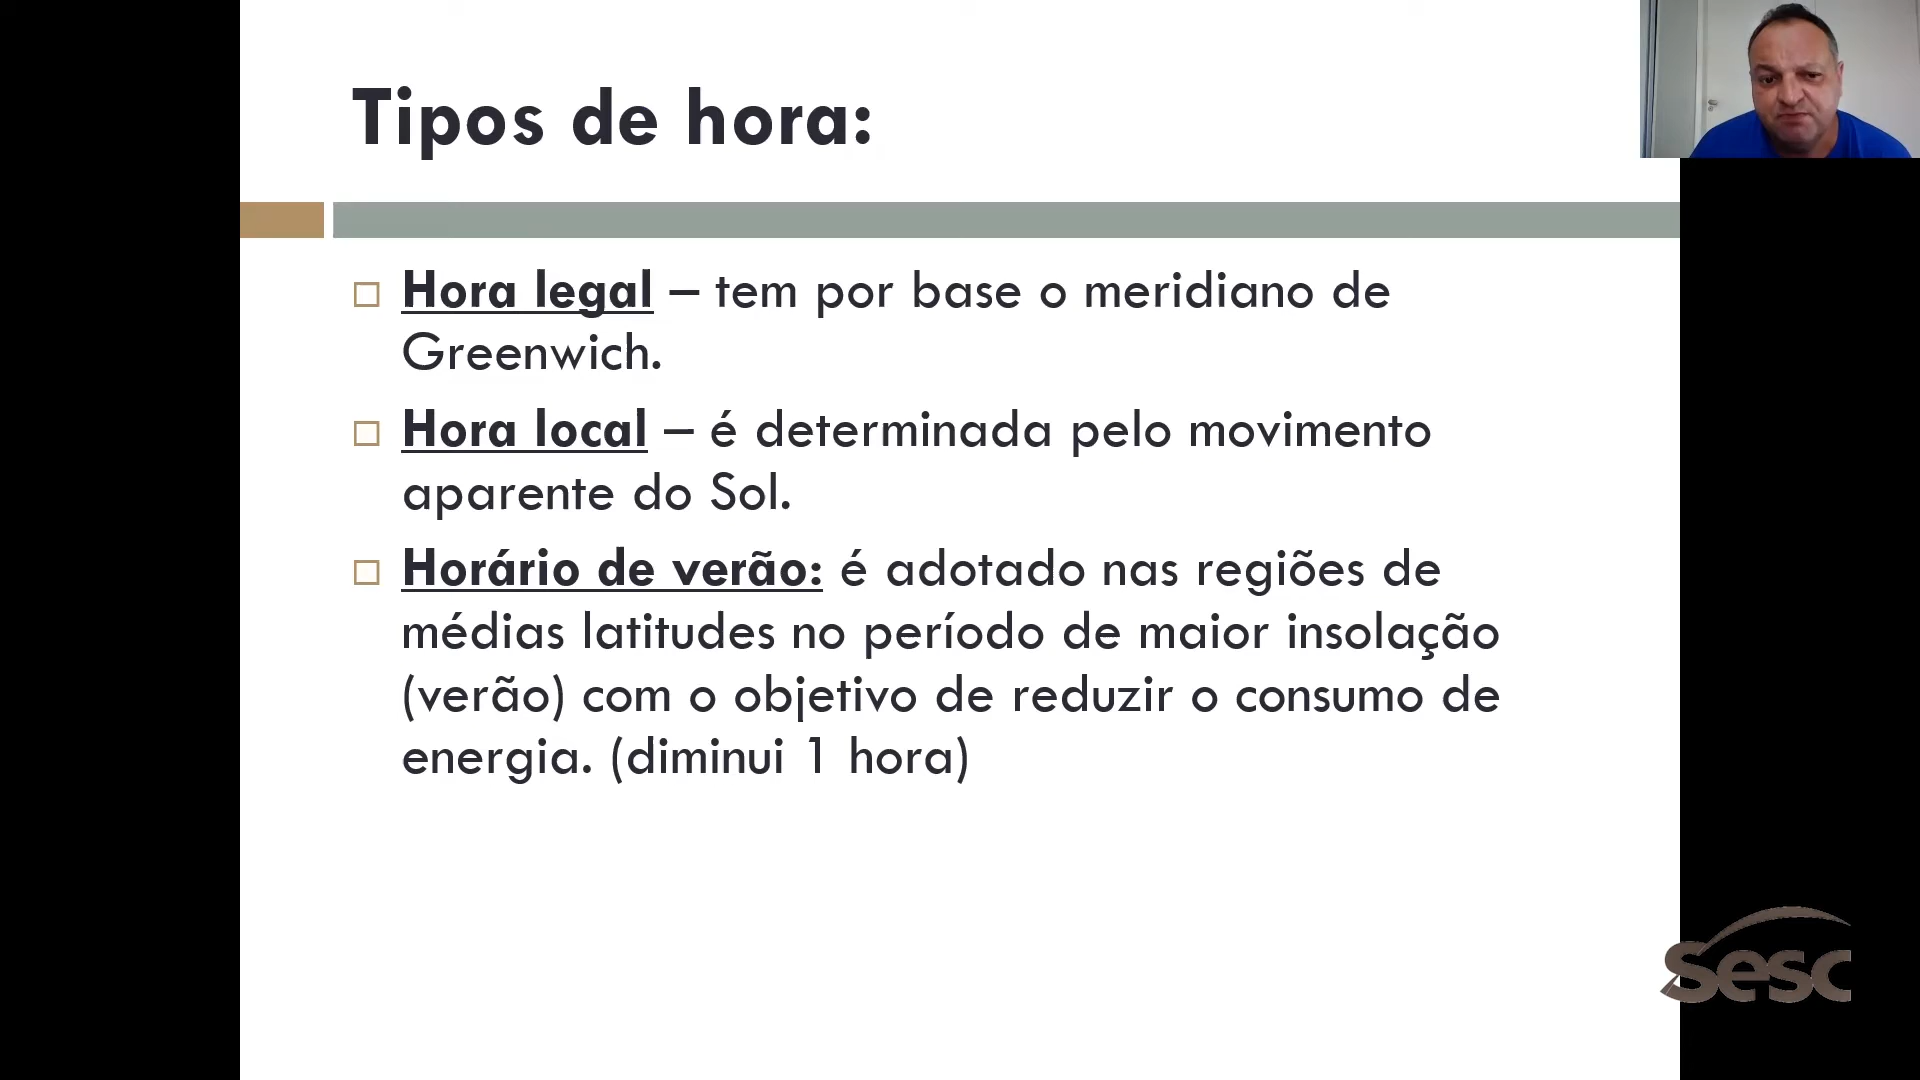 Tipos de hora:
Hora legal – tem por base o meridiano de
Greenwich.
Hora local – é determinada pelo movimento
aparente do Sol.
Horário de verão: é adotado nas regiões de
médias latitudes no período de maior insolação
(verão) com o objetivo de reduzir o consumo de
energia. (diminui 1 hora)
Sesc